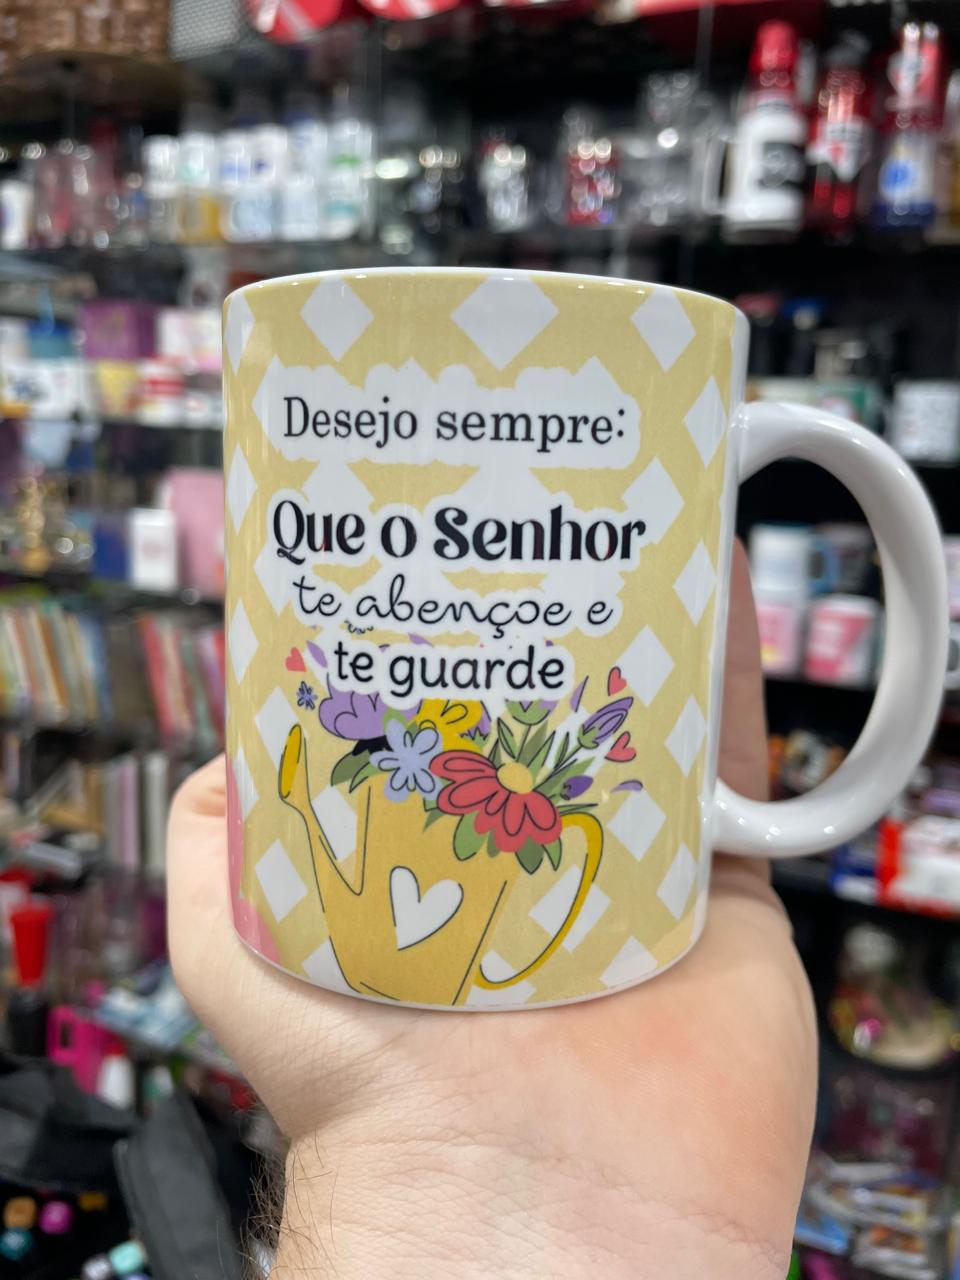 Desejo sempre:
Que o Senhor
te abençoe e
te guarde